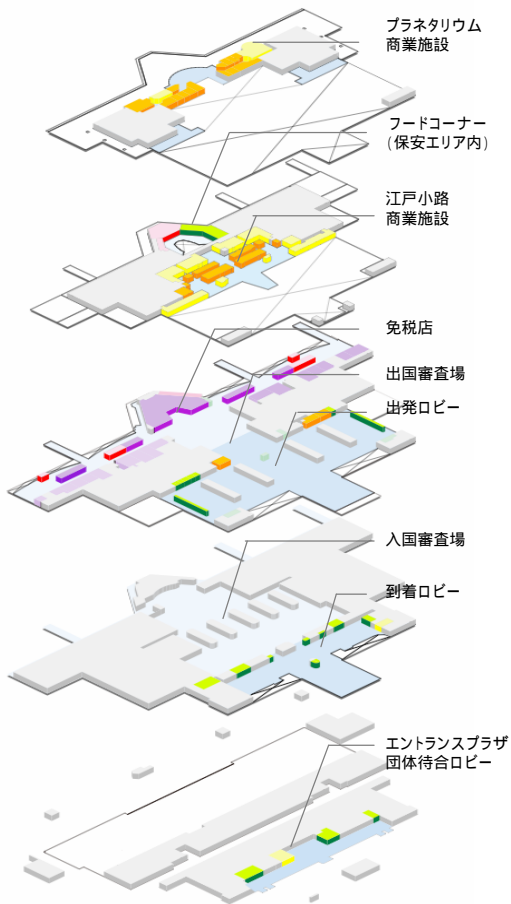 プラネタリウム
商業施設
フードコーナー
(保安エリア内)
江戸小路
商業施設
免税店
出国審査場
出発ロビー
入国審査場
到着ロビー
エントランスプラザ
団体待合ロビー